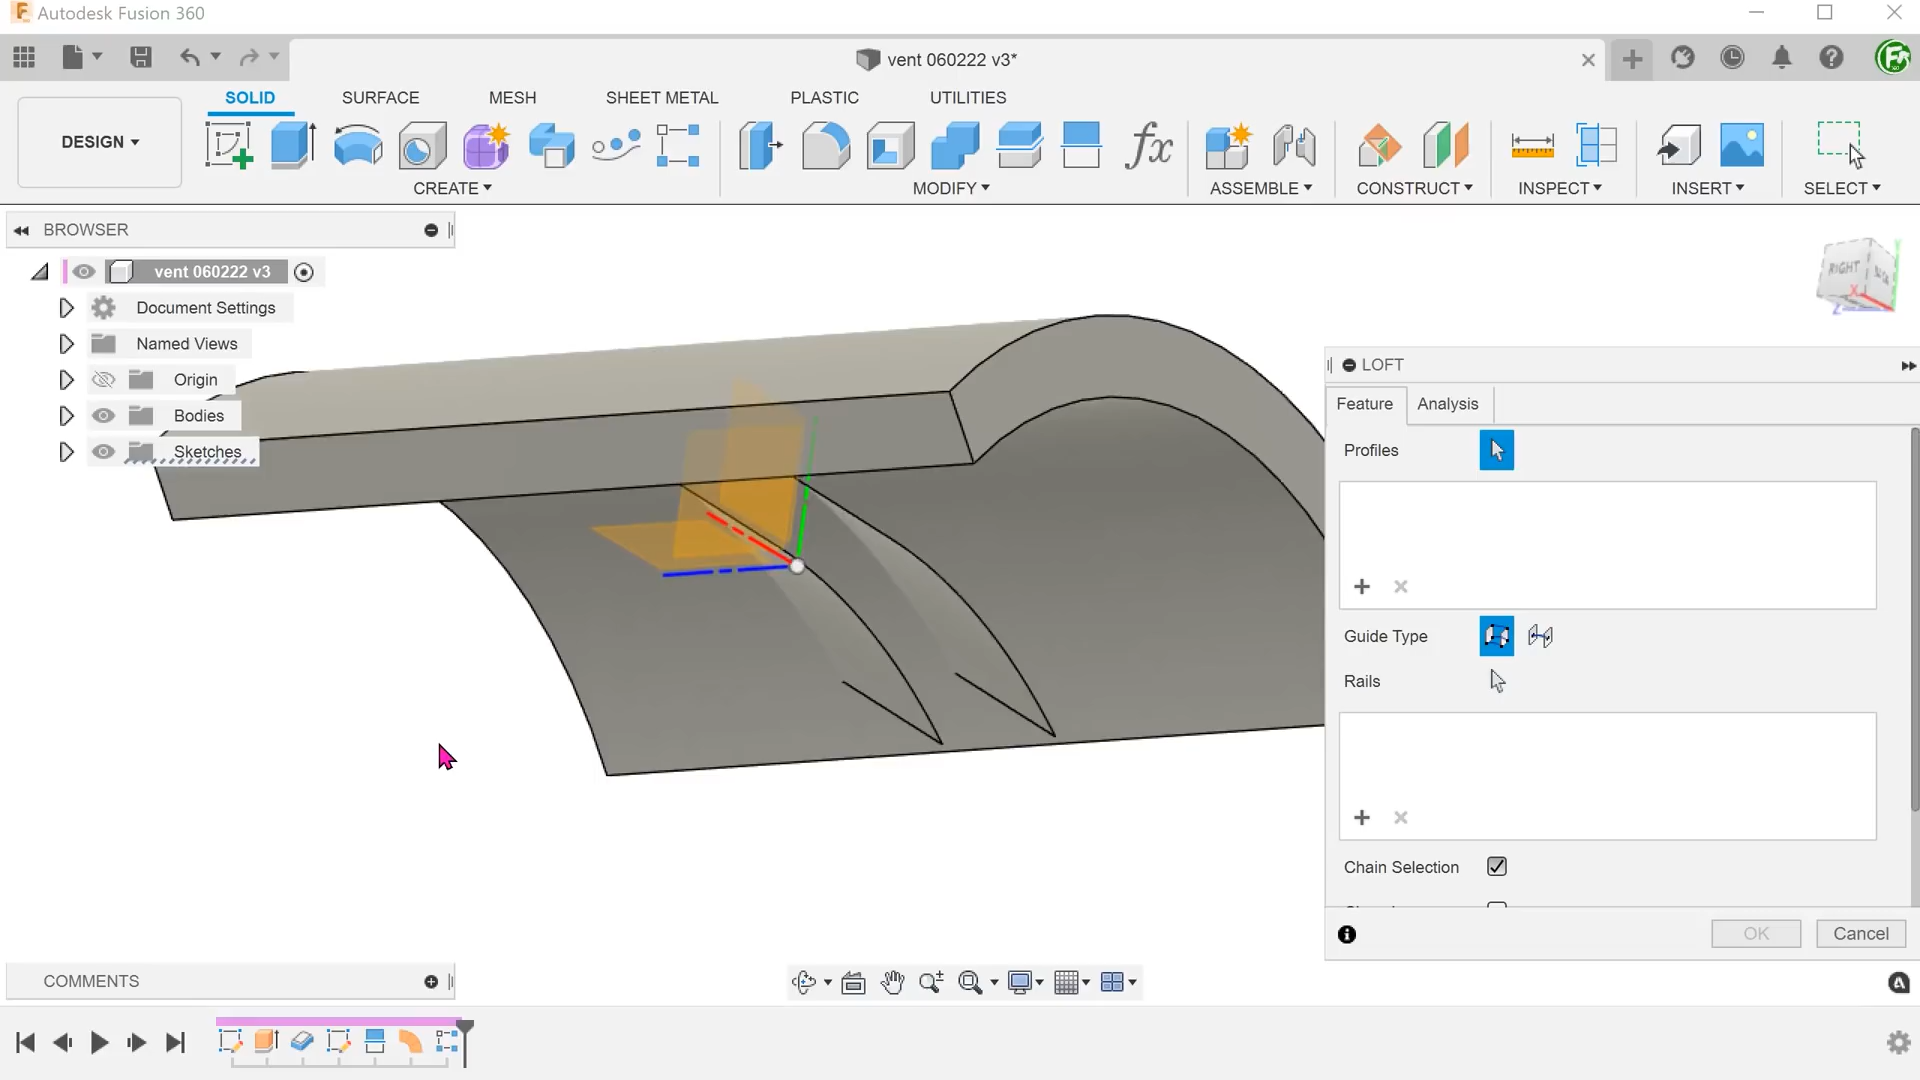 Autodesk Fusion 360
vent 060222 v3*
SOLID SURFACE MESH SHEET METAL PLASTIC UTILITIES
DESIGN
CREATE MODIFY ASSEMBLE CONSTRUCT INSPECT INSERT SELECT
BROWSER
vent 060222 v3
Document Settings
Named Views
Origin
Bodies
Sketches
RIGHT
X
LOFT
Feature Analysis
Profiles
Guide Type
Rails
Chain Selection
OK Cancel
COMMENTS